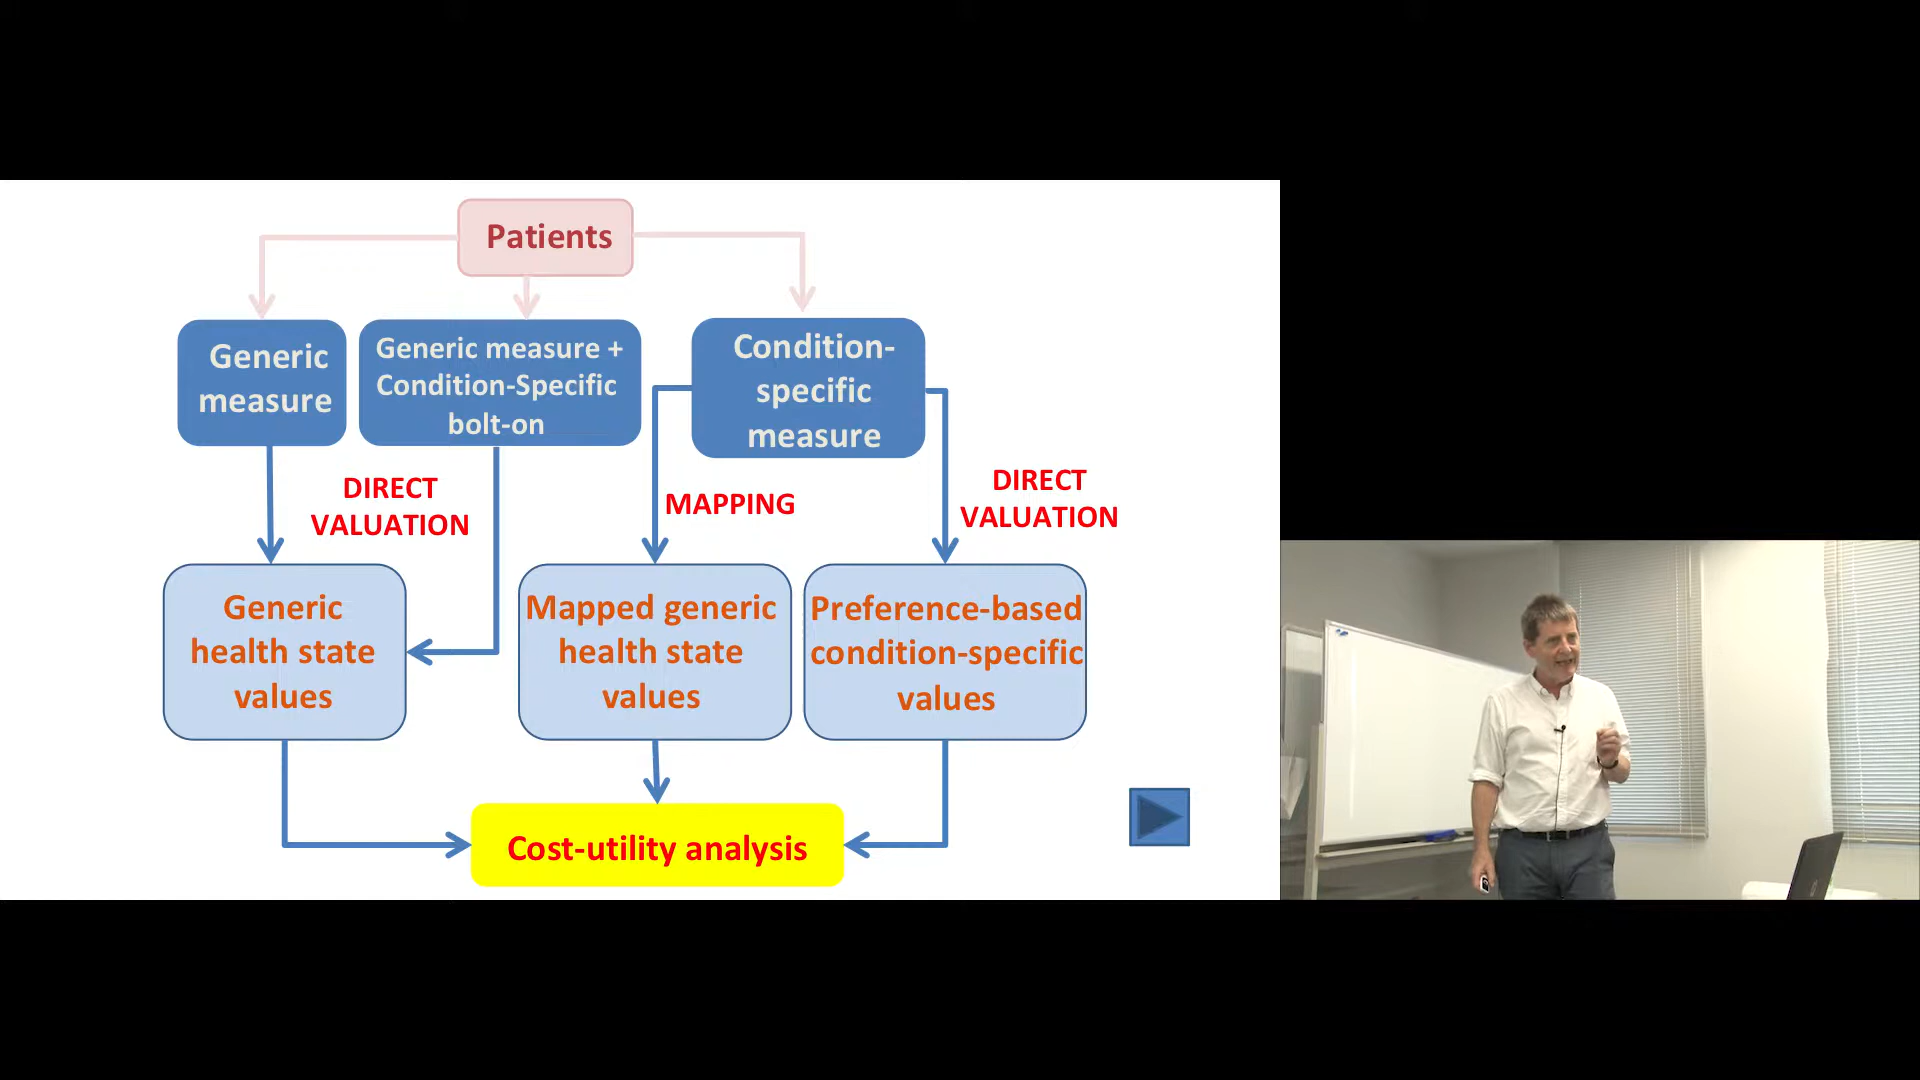 Patients
Generic
measure
Generic measure +
Condition-Specific
bolt-on
Condition-
specific
measure
DIRECT
VALUATION
MAPPING
DIRECT
VALUATION
Generic
health state
values
Mapped generic
health state
values
Preference-based
condition-specific
values
Cost-utility analysis